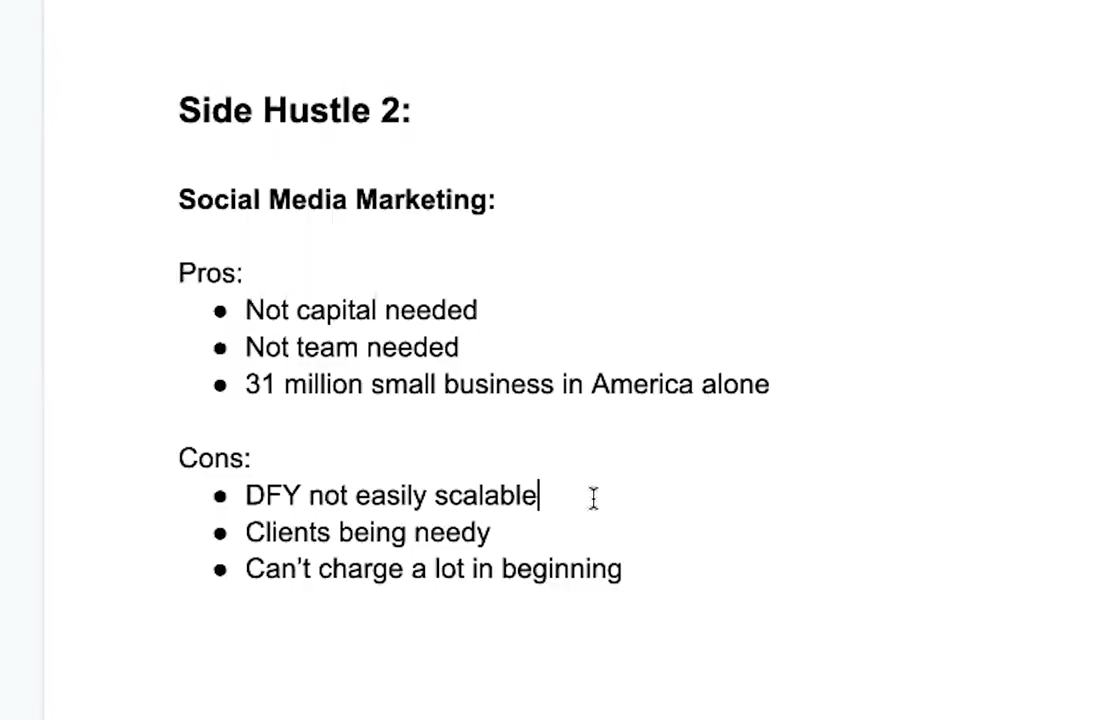 Side Hustle 2:
Social Media Marketing:
Pros:
● Not capital needed
● Not team needed
● 31 million small business in America alone
Cons:
● DFY not easily scalable
● Clients being needy
● Can't charge a lot in beginning